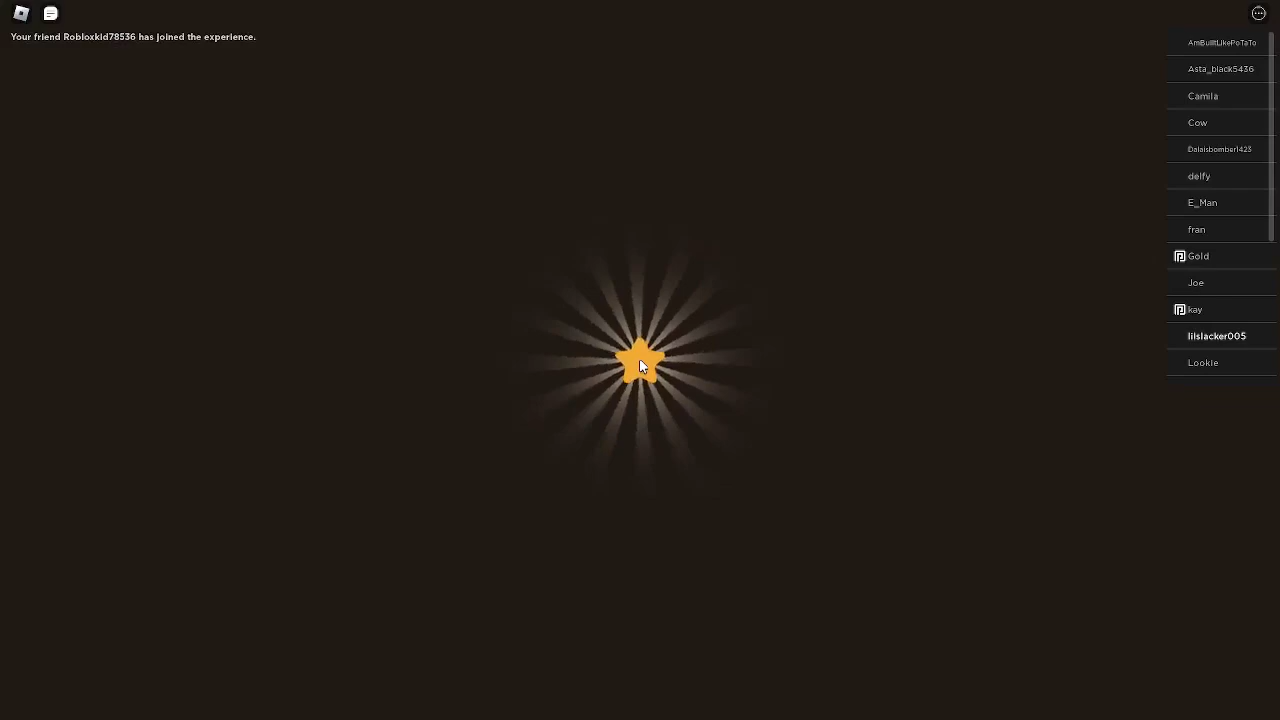 Your friend Robloxkid78536 has joined the experience.
AmBuiltLikePoTaTo
Asta_black5436
Camila
Cow
Dalaisbomber1423
delfy
E_Man
fran
Gold
Joe
kay
lilslacker005
Lookie